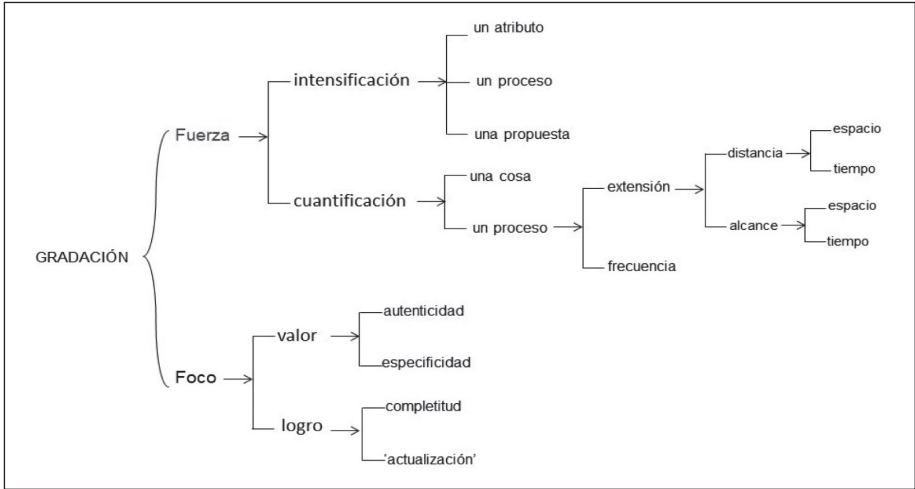 un atributo
intensificación
un proceso
Fuerza
una propuesta
espacio
distancia
tiempo
una cosa
extensión
cuantificación
espacio
un proceso
alcance
tiempo
GRADACIÓN
frecuencia
autenticidad
valor
especificidad
Foco
completitud
logro
'actualización'